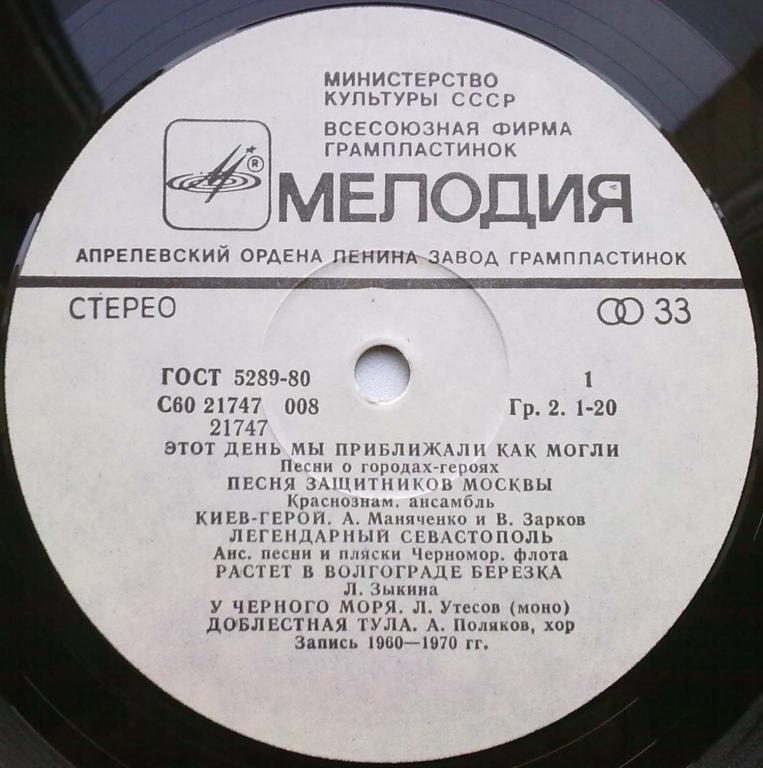 МИНИСТЕРСТВО
КУЛЬТУРЫ СССР
ВСЕСОЮЗНАЯ ФИРМА
ГРАМПЛАСТИНОК
®
МЕЛОДИЯ
АПРЕЛЕВСКИЙ ОРДЕНА ЛЕНИНА ЗАВОД ГРАМПЛАСТИНОК
СТЕРЕО 33
ГОСТ 5289-80 1
С60 21747 008 Гр. 2. 1-20
21747
ЭТОТ ДЕНЬ МЫ ПРИБЛИЖАЛИ КАК МОГЛИ
Песни о городах-героях
ПЕСНЯ ЗАЩИТНИКОВ МОСКВЫ
Краснознам. ансамбль
КИЕВ-ГЕРОЙ. А. Маняченко и В. Зарков
ЛЕГЕНДАРНЫЙ СЕВАСТОПОЛЬ
Анс. песни и пляски Черномор. флота
РАСТЕТ В ВОЛГОГРАДЕ БЕРЕЗКА
Л. Зыкина
У ЧЕРНОГО МОРЯ. Л. Утесов (моно)
ДОБЛЕСТНАЯ ТУЛА. А. Поляков, хор
Запись 1960—1970 гг.